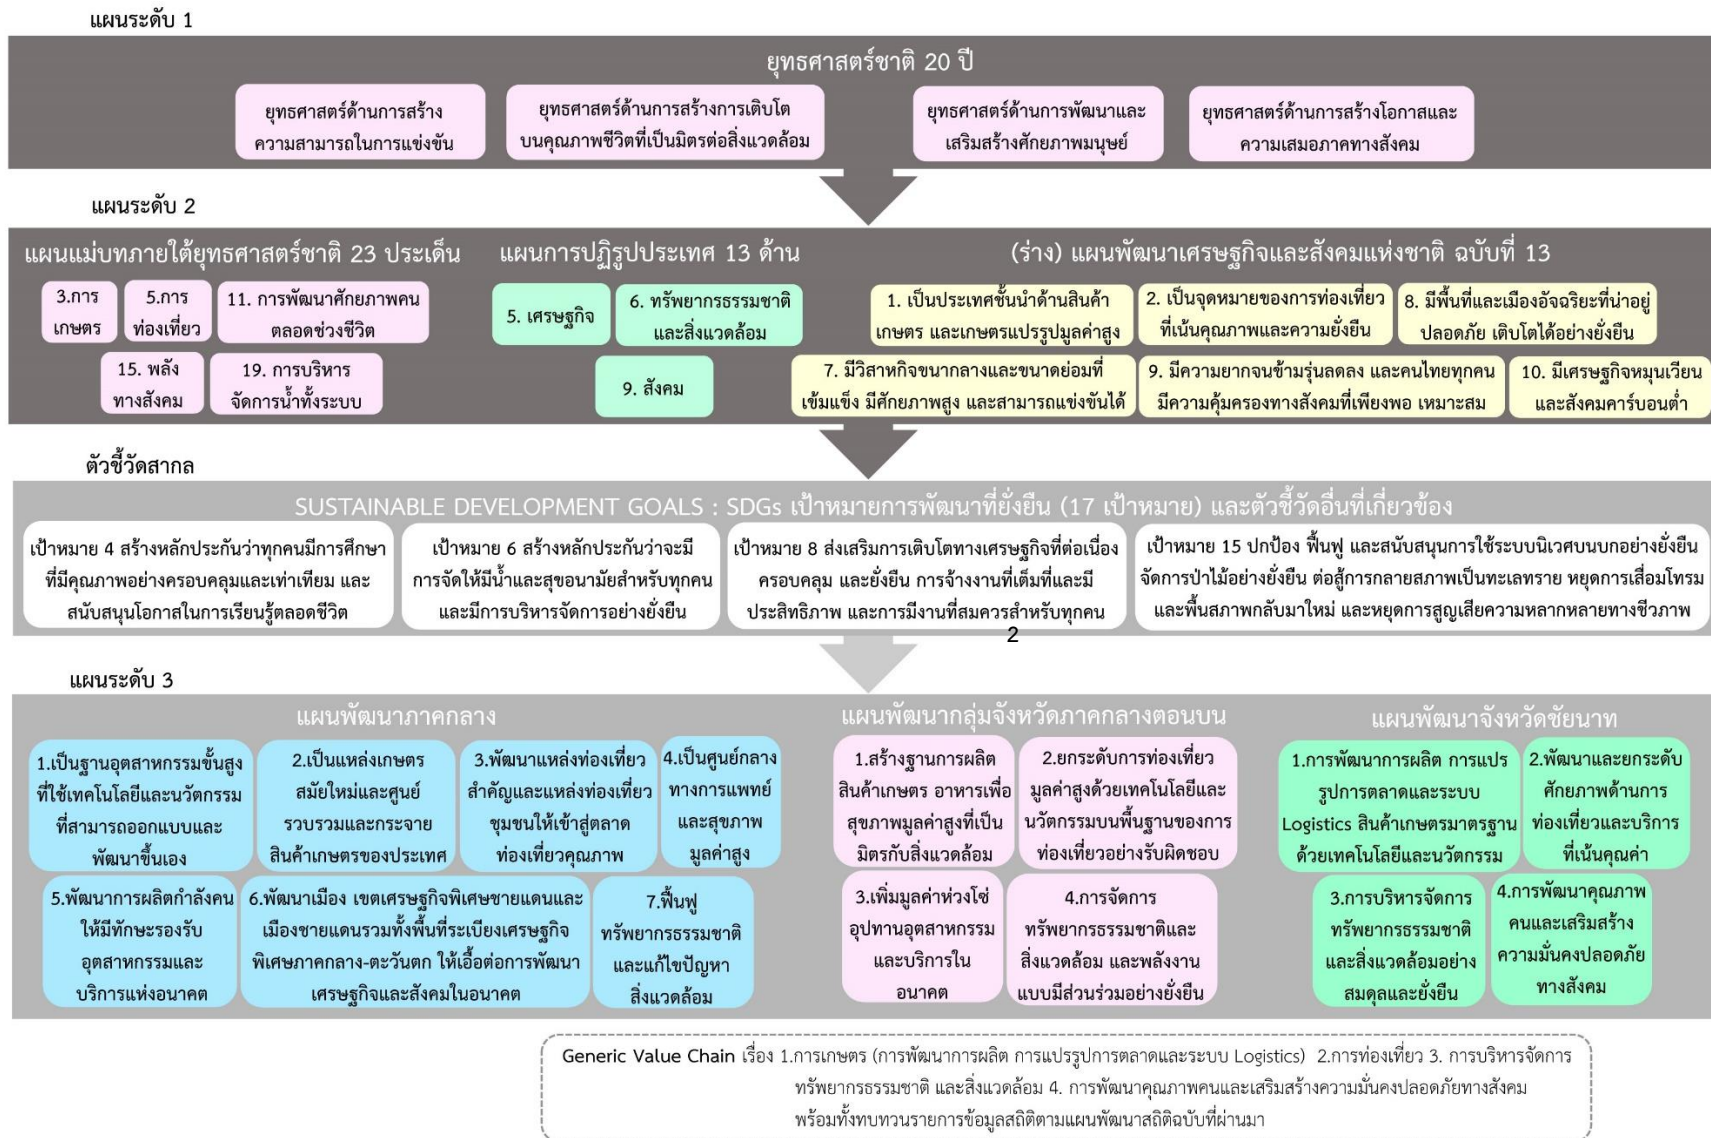 แผนระดับ 1
ยุทธศาสตร์ชาติ 20 ปี
ยุทธศาสตร์ด้านการสร้าง
ความสามารถในการแข่งขัน
ยุทธศาสตร์ด้านการสร้างการเติบโต
บนคุณภาพชีวิตที่เป็นมิตรต่อสิ่งแวดล้อม
ยุทธศาสตร์ด้านการพัฒนาและ
เสริมสร้างศักยภาพมนุษย์
ยุทธศาสตร์ด้านการสร้างโอกาสและ
ความเสมอภาคทางสังคม
แผนระดับ 2
แผนแม่บทภายใต้ยุทธศาสตร์ชาติ 23 ประเด็น
3.การ
เกษตร
5.การ
ท่องเที่ยว
11. การพัฒนาศักยภาพคน
ตลอดช่วงชีวิต
15. พลัง
ทางสังคม
19. การบริหาร
จัดการน้ำทั้งระบบ
แผนการปฏิรูปประเทศ 13 ด้าน
5. เศรษฐกิจ
6. ทรัพยากรธรรมชาติ
และสิ่งแวดล้อม
9. สังคม
(ร่าง) แผนพัฒนาเศรษฐกิจและสังคมแห่งชาติ ฉบับที่ 13
1. เป็นประเทศชั้นนำด้านสินค้า
เกษตร และเกษตรแปรรูปมูลค่าสูง
2. เป็นจุดหมายของการท่องเที่ยว
ที่เน้นคุณภาพและความยั่งยืน
8. มีพื้นที่และเมืองอัจฉริยะที่น่าอยู่
ปลอดภัย เติบโตได้อย่างยั่งยืน
7. มีวิสาหกิจขนากลางและขนาดย่อมที่
เข้มแข็ง มีศักยภาพสูง และสามารถแข่งขันได้
9. มีความยากจนข้ามรุ่นลดลง และคนไทยทุกคน
มีความคุ้มครองทางสังคมที่เพียงพอ เหมาะสม
10. มีเศรษฐกิจหมุนเวียน
และสังคมคาร์บอนต่ำ
ตัวชี้วัดสากล
SUSTAINABLE DEVELOPMENT GOALS : SDGs เป้าหมายการพัฒนาที่ยั่งยืน (17 เป้าหมาย) และตัวชี้วัดอื่นที่เกี่ยวข้อง
เป้าหมาย 4 สร้างหลักประกันว่าทุกคนมีการศึกษา
ที่มีคุณภาพอย่างครอบคลุมและเท่าเทียม และ
สนับสนุนโอกาสในการเรียนรู้ตลอดชีวิต
เป้าหมาย 6 สร้างหลักประกันว่าจะมี
การจัดให้มีน้ำและสุขอนามัยสำหรับทุกคน
และมีการบริหารจัดการอย่างยั่งยืน
เป้าหมาย 8 ส่งเสริมการเติบโตทางเศรษฐกิจที่ต่อเนื่อง
ครอบคลุม และยั่งยืน การจ้างงานที่เต็มที่และมี
ประสิทธิภาพ และการมีงานที่สมควรสำหรับทุกคน
เป้าหมาย 15 ปกป้อง ฟื้นฟู และสนับสนุนการใช้ระบบนิเวศบนบกอย่างยั่งยืน
จัดการป่าไม้อย่างยั่งยืน ต่อสู้การกลายสภาพเป็นทะเลทราย หยุดการเสื่อมโทรม
และพื้นสภาพกลับมาใหม่ และหยุดการสูญเสียความหลากหลายทางชีวภาพ
2
แผนระดับ 3
แผนพัฒนาภาคกลาง
1.เป็นฐานอุตสาหกรรมขั้นสูง
ที่ใช้เทคโนโลยีและนวัตกรรม
ที่สามารถออกแบบและ
พัฒนาขึ้นเอง
2.เป็นแหล่งเกษตร
สมัยใหม่และศูนย์
รวบรวมและกระจาย
สินค้าเกษตรของประเทศ
3.พัฒนาแหล่งท่องเที่ยว
สำคัญและแหล่งท่องเที่ยว
ชุมชนให้เข้าสู่ตลาด
ท่องเที่ยวคุณภาพ
4.เป็นศูนย์กลาง
ทางการแพทย์
และสุขภาพ
มูลค่าสูง
5.พัฒนาการผลิตกำลังคน
ให้มีทักษะรองรับ
อุตสาหกรรมและ
บริการแห่งอนาคต
6.พัฒนาเมือง เขตเศรษฐกิจพิเศษชายแดนและ
เมืองชายแดนรวมทั้งพื้นที่ระเบียงเศรษฐกิจ
พิเศษภาคกลาง-ตะวันตก ให้เอื้อต่อการพัฒนา
เศรษฐกิจและสังคมในอนาคต
7.ฟื้นฟู
ทรัพยากรธรรมชาติ
และแก้ไขปัญหา
สิ่งแวดล้อม
แผนพัฒนากลุ่มจังหวัดภาคกลางตอนบน
1.สร้างฐานการผลิต
สินค้าเกษตร อาหารเพื่อ
สุขภาพมูลค่าสูงที่เป็น
มิตรกับสิ่งแวดล้อม
2.ยกระดับการท่องเที่ยว
มูลค่าสูงด้วยเทคโนโลยีและ
นวัตกรรมบนพื้นฐานของการ
ท่องเที่ยวอย่างรับผิดชอบ
3.เพิ่มมูลค่าห่วงโซ่
อุปทานอุตสาหกรรม
และบริการใน
อนาคต
4.การจัดการ
ทรัพยากรธรรมชาติและ
สิ่งแวดล้อม และพลังงาน
แบบมีส่วนร่วมอย่างยั่งยืน
แผนพัฒนาจังหวัดชัยนาท
1.การพัฒนาการผลิต การแปร
รูปการตลาดและระบบ
Logistics สินค้าเกษตรมาตรฐาน
ด้วยเทคโนโลยีและนวัตกรรม
2.พัฒนาและยกระดับ
ศักยภาพด้านการ
ท่องเที่ยวและบริการ
ที่เน้นคุณค่า
3.การบริหารจัดการ
ทรัพยากรธรรมชาติ
และสิ่งแวดล้อมอย่าง
สมดุลและยั่งยืน
4.การพัฒนาคุณภาพ
คนและเสริมสร้าง
ความมั่นคงปลอดภัย
ทางสังคม
Generic Value Chain เรื่อง 1.การเกษตร (การพัฒนาการผลิต การแปรรูปการตลาดและระบบ Logistics) 2.การท่องเที่ยว 3. การบริหารจัดการ
ทรัพยากรธรรมชาติ และสิ่งแวดล้อม 4. การพัฒนาคุณภาพคนและเสริมสร้างความมั่นคงปลอดภัยทางสังคม
พร้อมทั้งทบทวนรายการข้อมูลสถิติตามแผนพัฒนาสถิติฉบับที่ผ่านมา